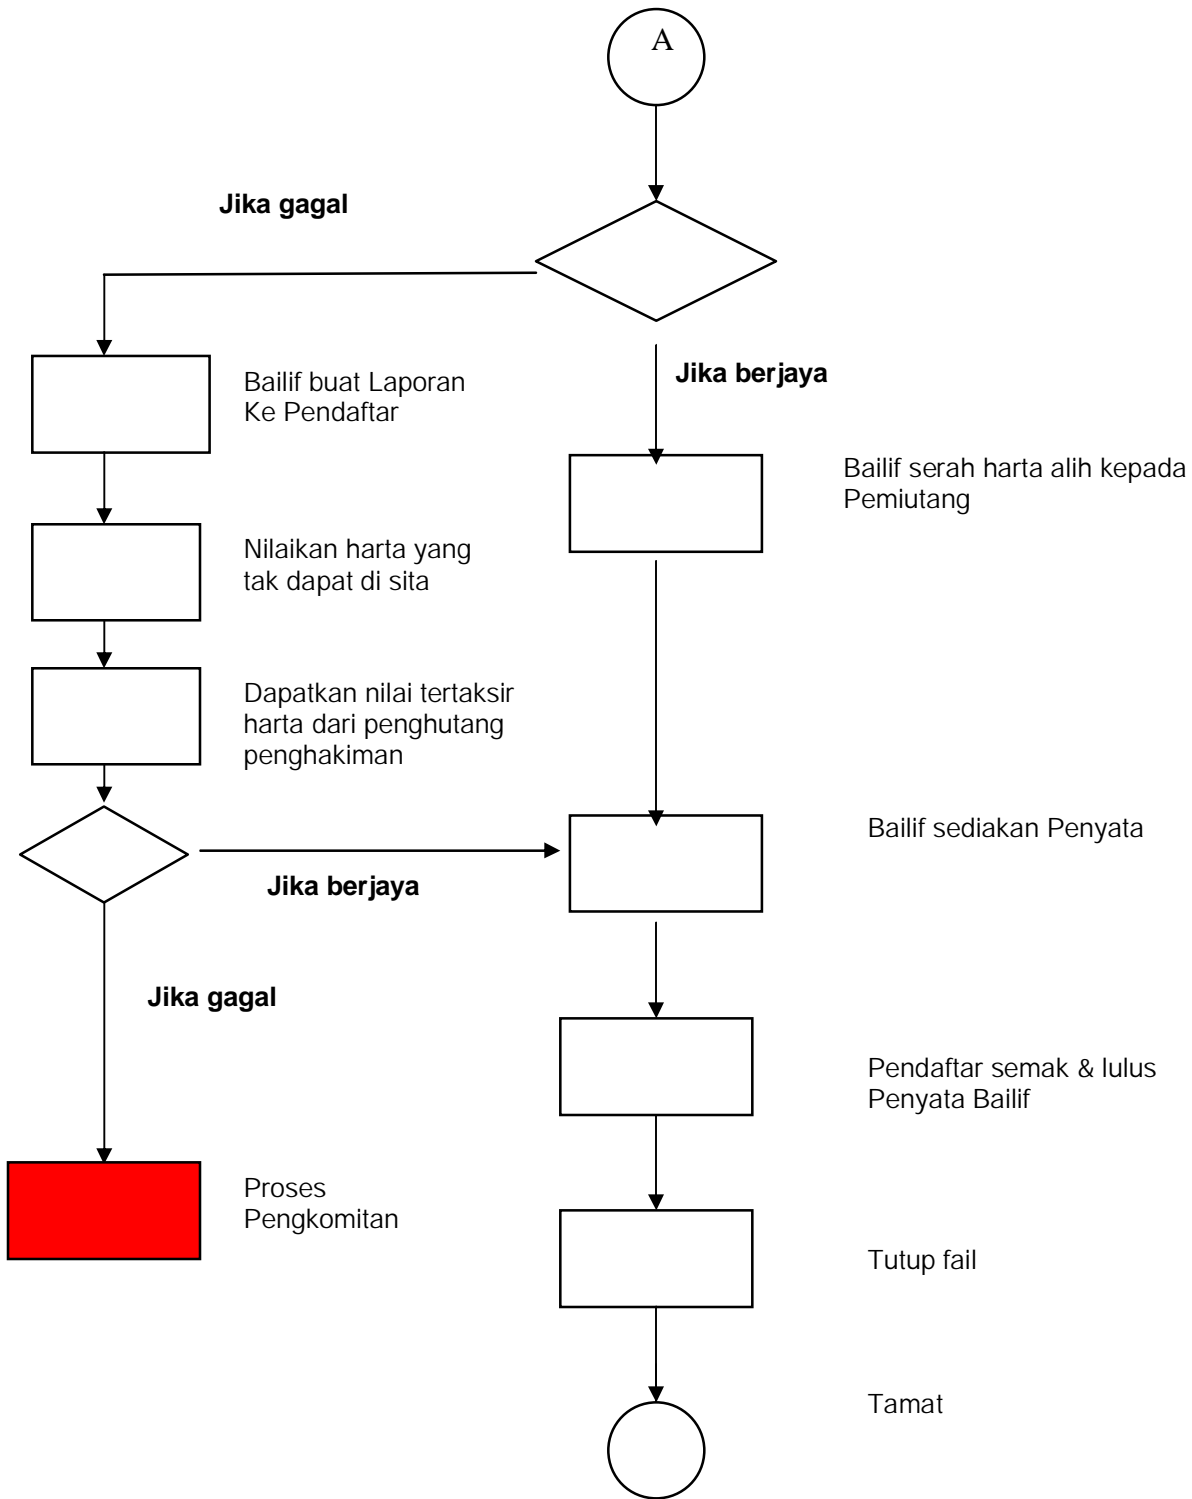 A
Jika gagal
Jika berjaya
Bailif buat Laporan
Ke Pendaftar
Bailif serah harta alih kepada
Pemiutang
Nilaikan harta yang
tak dapat di sita
Dapatkan nilai tertaksir
harta dari penghutang
penghakiman
Bailif sediakan Penyata
Jika berjaya
Jika gagal
Pendaftar semak & lulus
Penyata Bailif
Proses
Pengkomitan
Tutup fail
Tamat